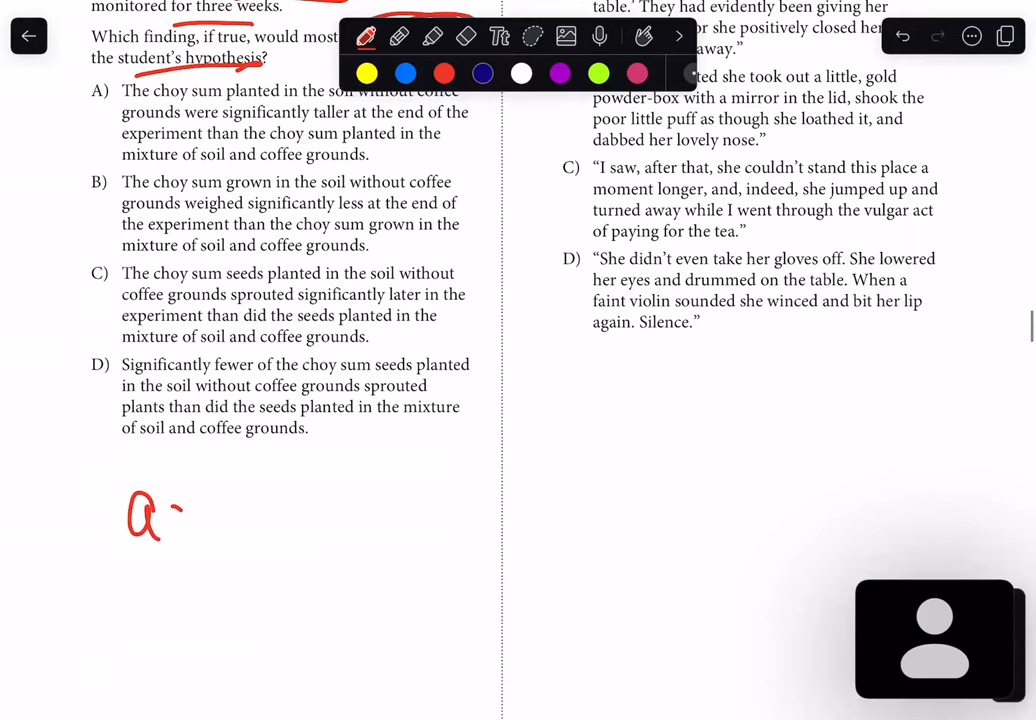 monitored for three weeks.
Which finding, if true, would most
the student's hypothesis?
A) The choy sum planted in the soil without coffee
grounds were significantly taller at the end of the
experiment than the choy sum planted in the
mixture of soil and coffee grounds.
B) The choy sum grown in the soil without coffee
grounds weighed significantly less at the end of
the experiment than the choy sum grown in the
mixture of soil and coffee grounds.
C) The choy sum seeds planted in the soil without
coffee grounds sprouted significantly later in the
experiment than did the seeds planted in the
mixture of soil and coffee grounds.
D) Significantly fewer of the choy sum seeds planted
in the soil without coffee grounds sprouted
plants than did the seeds planted in the mixture
of soil and coffee grounds.
a
table.' They had evidently been giving her
or she positively closed her
away.”
ted she took out a little, gold
powder-box with a mirror in the lid, shook the
poor little puff as though she loathed it, and
dabbed her lovely nose.”
C) “I saw, after that, she couldn't stand this place a
moment longer, and, indeed, she jumped up and
turned away while I went through the vulgar act
of paying for the tea.”
D) “She didn't even take her gloves off. She lowered
her eyes and drummed on the table. When a
faint violin sounded she winced and bit her lip
again. Silence.”
Tt